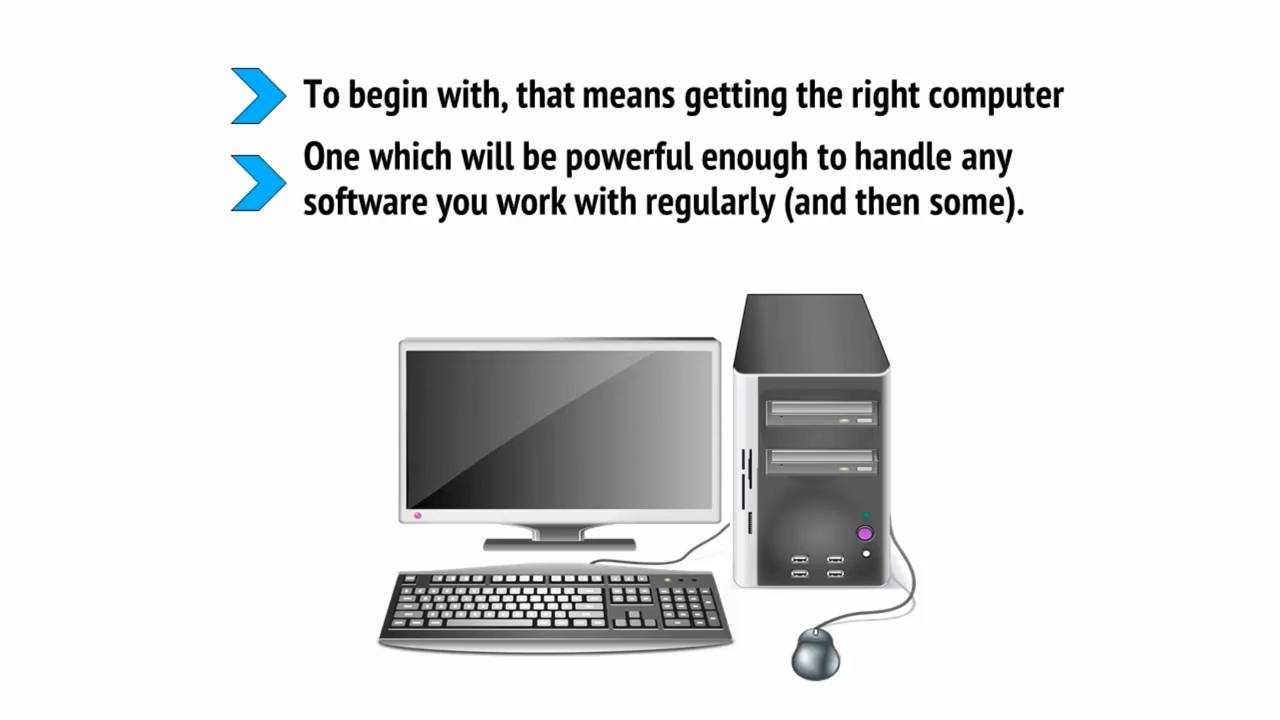 To begin with, that means getting the right computer
One which will be powerful enough to handle any
software you work with regularly (and then some).